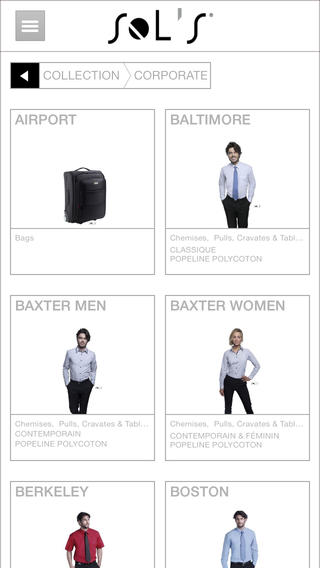 SOL'S®
COLLECTION CORPORATE
AIRPORT
Bags
BALTIMORE
Chemises, Pulls, Cravates & Tabl...
CLASSIQUE
POPELINE POLYCOTON
BAXTER MEN
Chemises, Pulls, Cravates & Tabl...
CONTEMPORAIN
POPELINE POLYCOTON
BAXTER WOMEN
Chemises, Pulls, Cravates & Tabl...
CONTEMPORAIN & FÉMININ
POPELINE POLYCOTON
BERKELEY
BOSTON